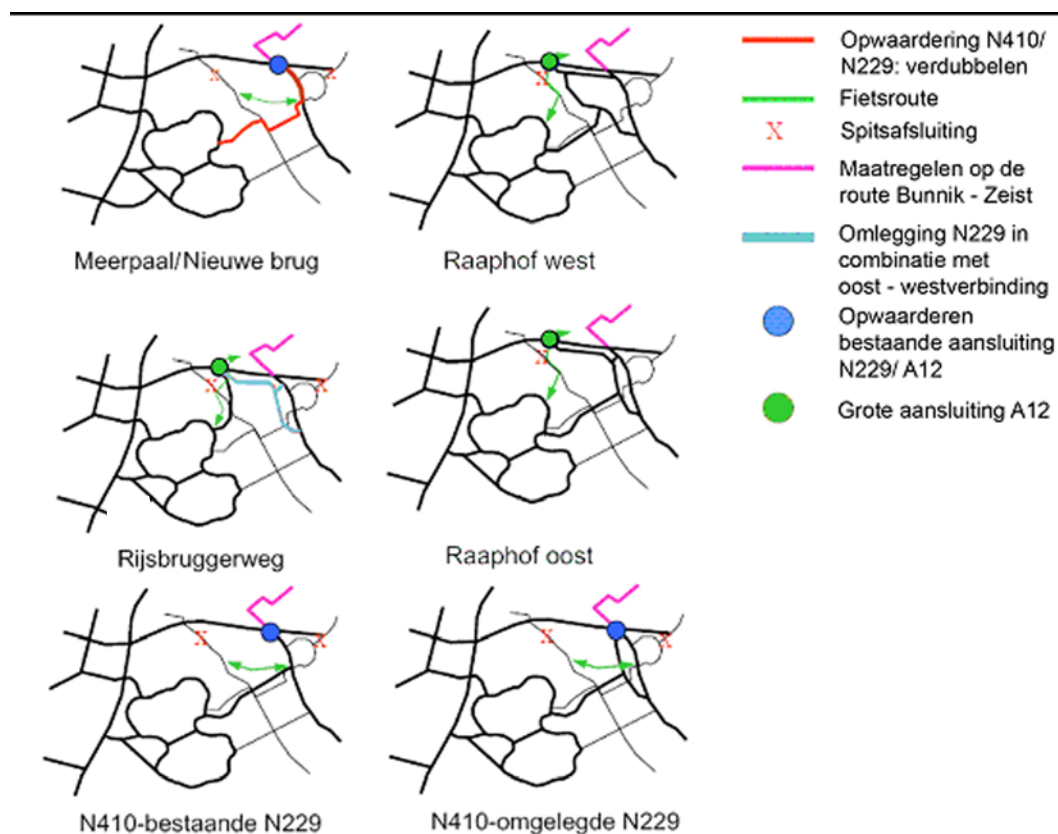 Meerpaal/Nieuwe brug
Raaphof west
Rijsbruggerweg
Raaphof oost
N410-bestaande N229
N410-omgelegde N229
X
X
X
X
X
X
X
X
X
X
Opwaardering N410/
N229: verdubbelen
Fietsroute
X Spitsafsluiting
Maatregelen op de
route Bunnik - Zeist
Omlegging N229 in
combinatie met
oost - westverbinding
Opwaarderen
bestaande aansluiting
N229/ A12
Grote aansluiting A12